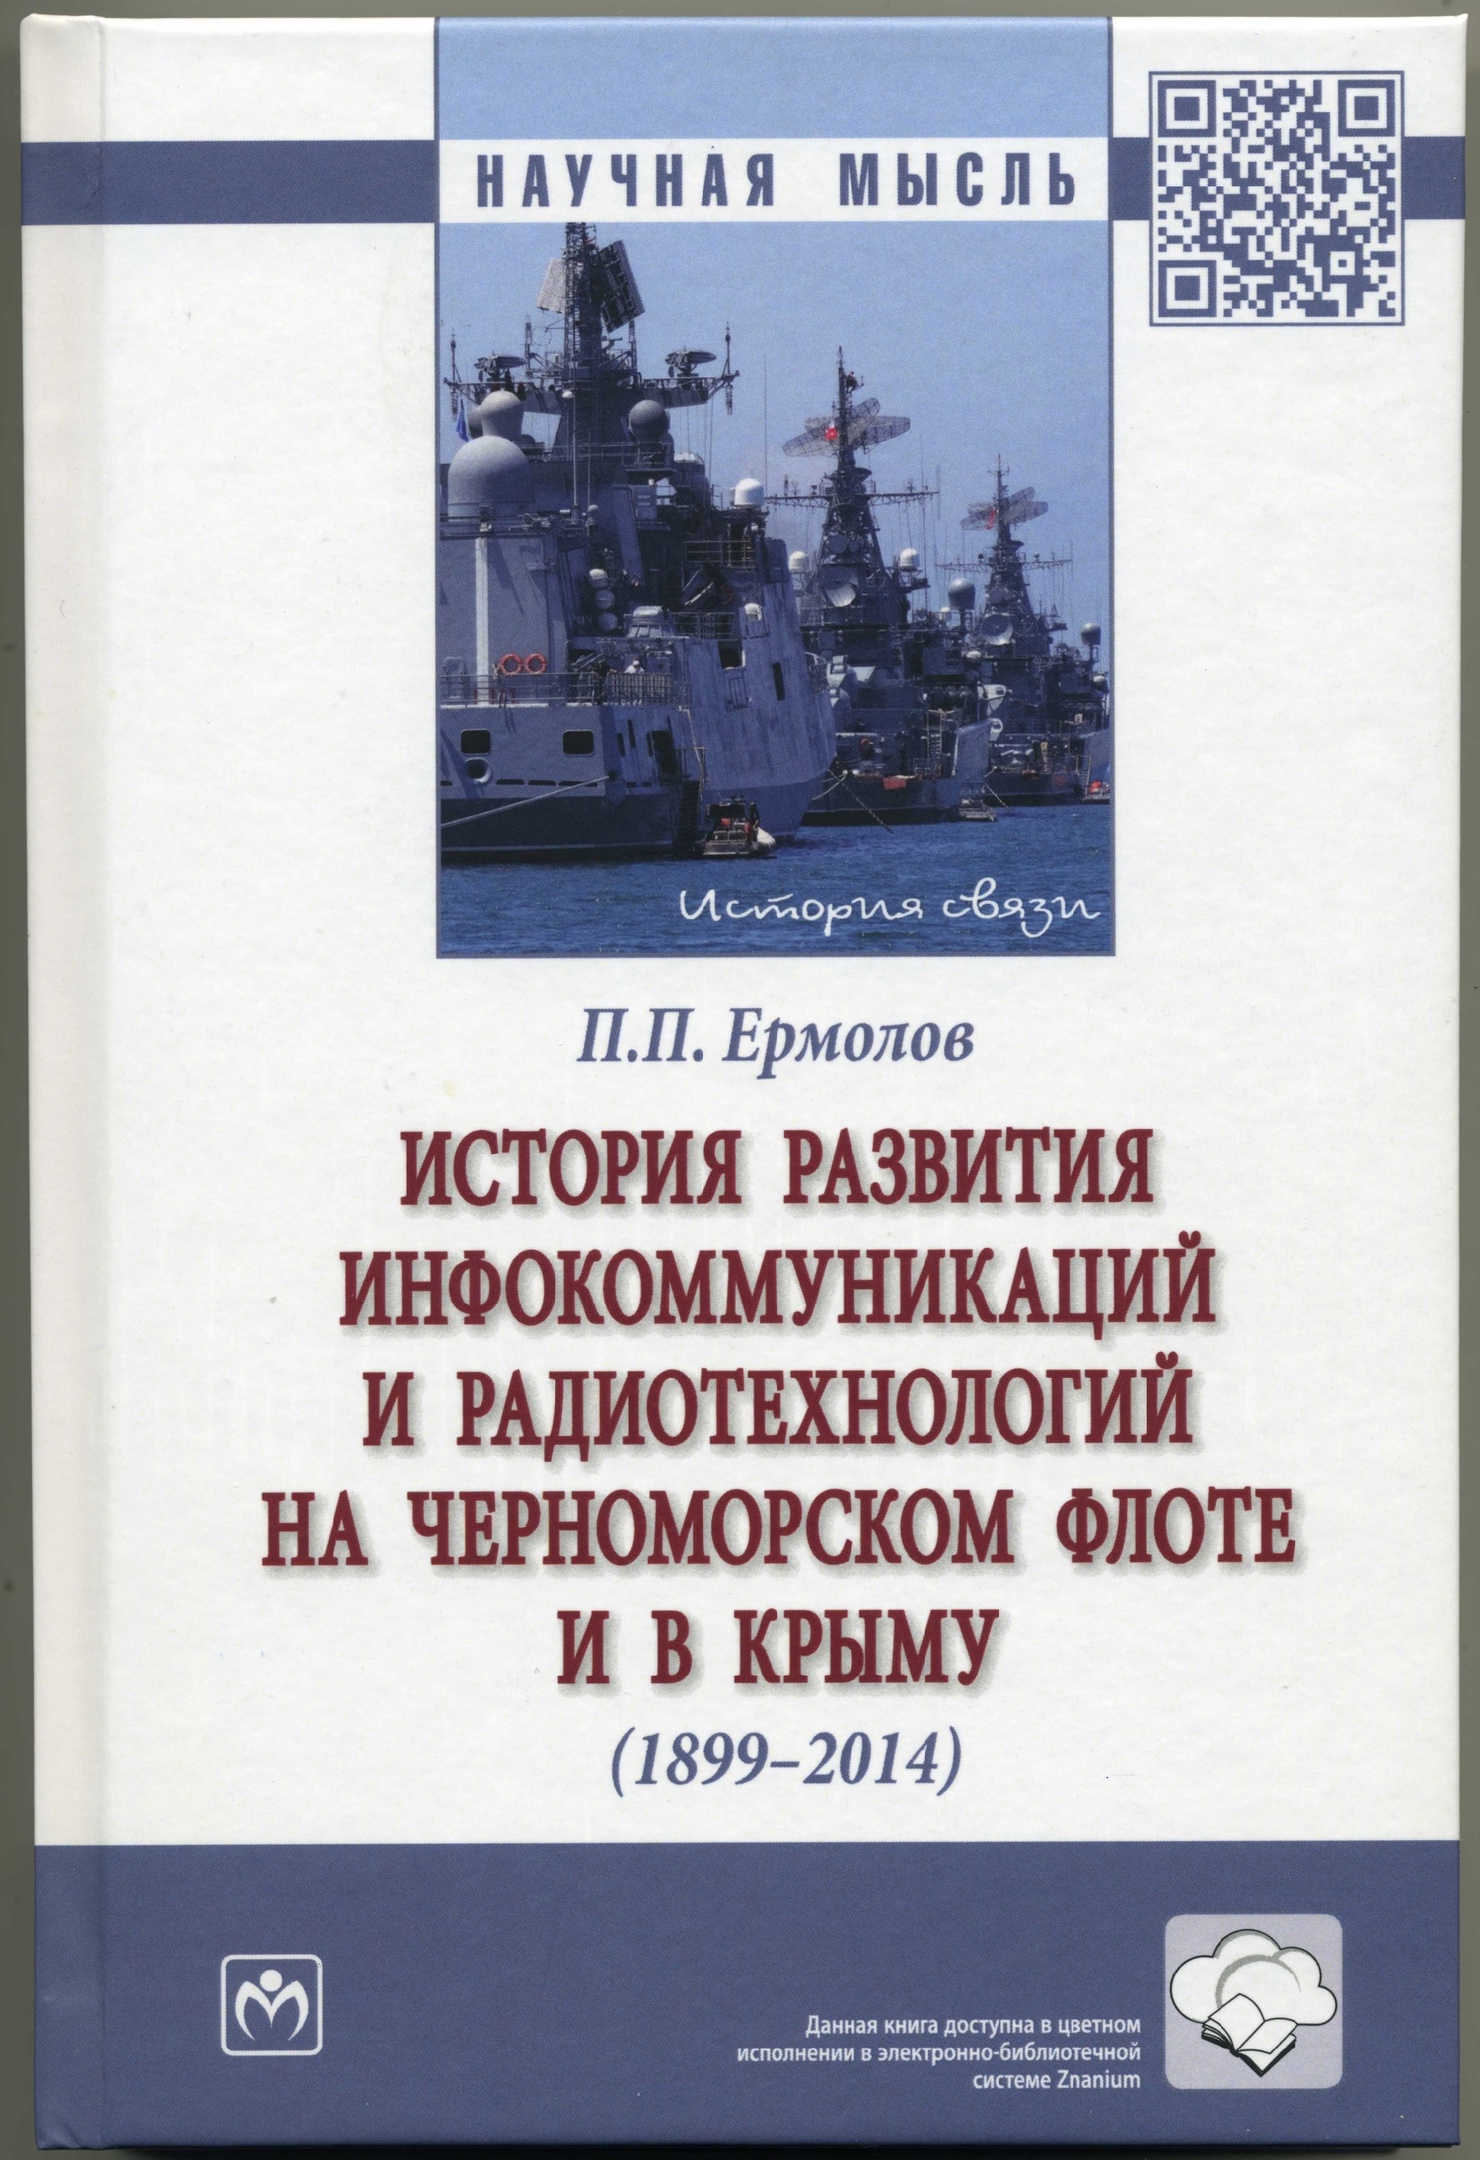 НАУЧНАЯ МЫСЛЬ
История связи
П.П. Ермолов
ИСТОРИЯ РАЗВИТИЯ
ИНФОКОММУНИКАЦИЙ
И РАДИОТЕХНОЛОГИЙ
НА ЧЕРНОМОРСКОМ ФЛОТЕ
И В КРЫМУ
(1899–2014)
Данная книга доступна в цветном
исполнении в электронно-библиотечной
системе Znanium